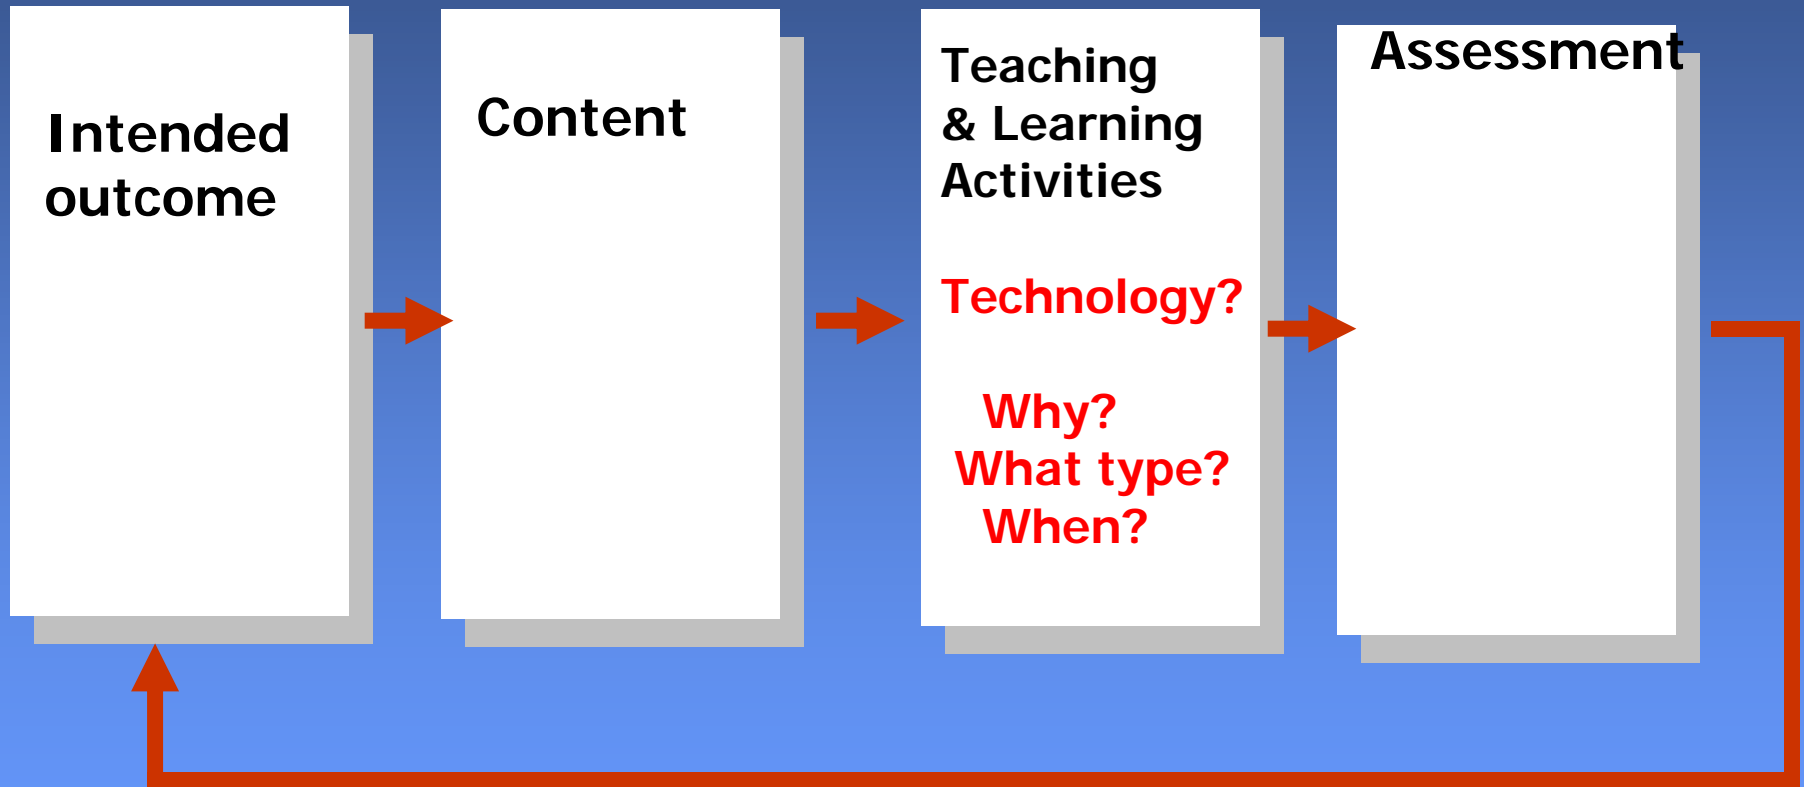 Intended
outcome
Content
Teaching
& Learning
Activities
Technology?
Why?
What type?
When?
Assessment